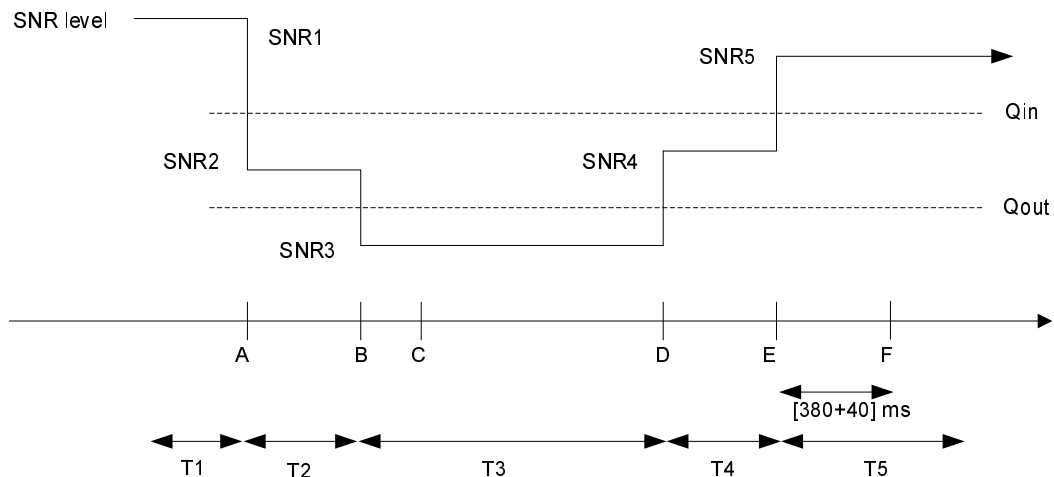 SNR level
SNR1
SNR5
Qin
SNR2
SNR4
Qout
SNR3
A B C D E F
[380+40] ms
T1 T2 T3 T4 T5